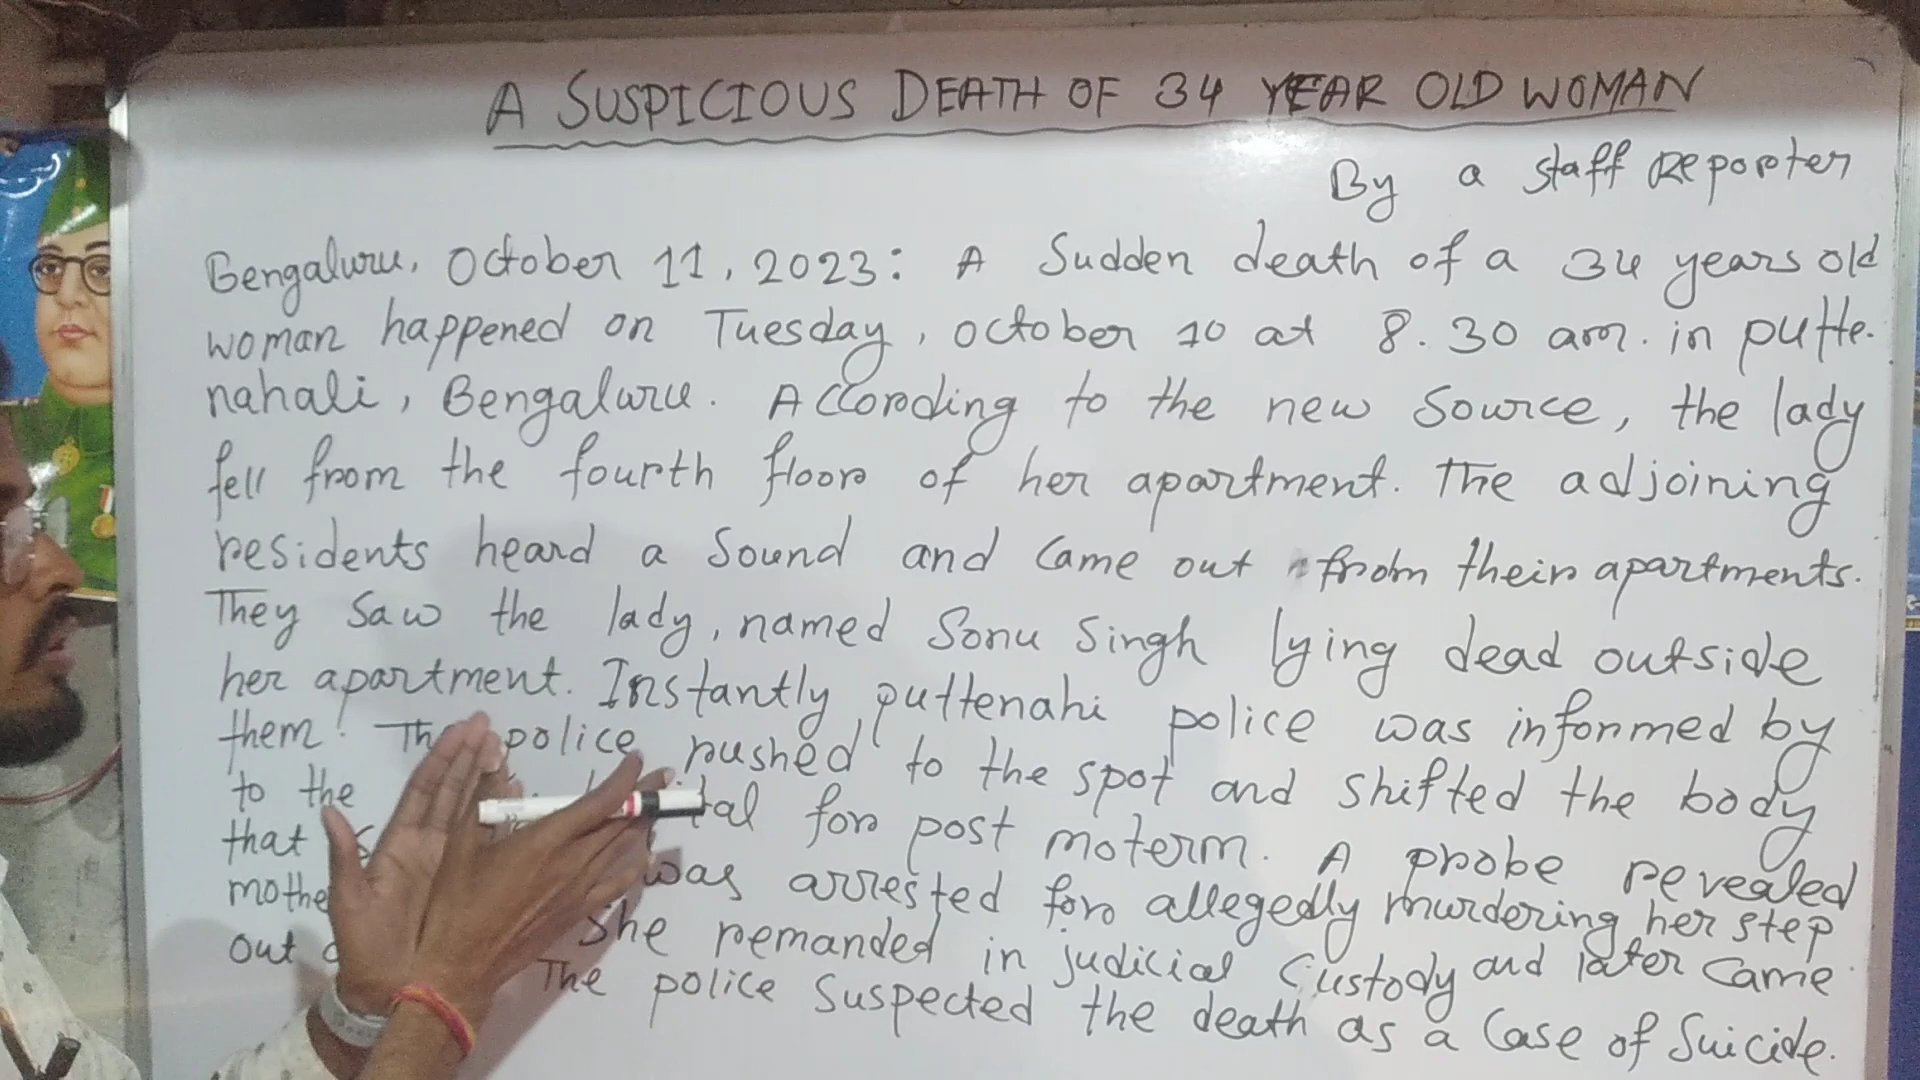 A SUSPICIOUS DEATH OF 34 YEAR OLD WOMAN
By a staff Reporter
Bengaluru, October 11, 2023: A Sudden death of a 34 years old
woman happened on Tuesday, october 10 at 8.30 am. in putte-
nahali, Bengaluru. According to the new Source, the lady
fell from the fourth floor of her apartment. The adjoining
residents heard a Sound and Came out from their apartments.
They Saw the lady, named Sonu Singh lying dead outside
her apartment. Instantly, puttenahi police was informed by
them. The police rushed to the spot and shifted the body
to the for post moterm. A probe revealed
that was arrested for allegedly murdering her step
She remanded in judicial Custody and later came
out The police suspected the death as a Case of Suicide.